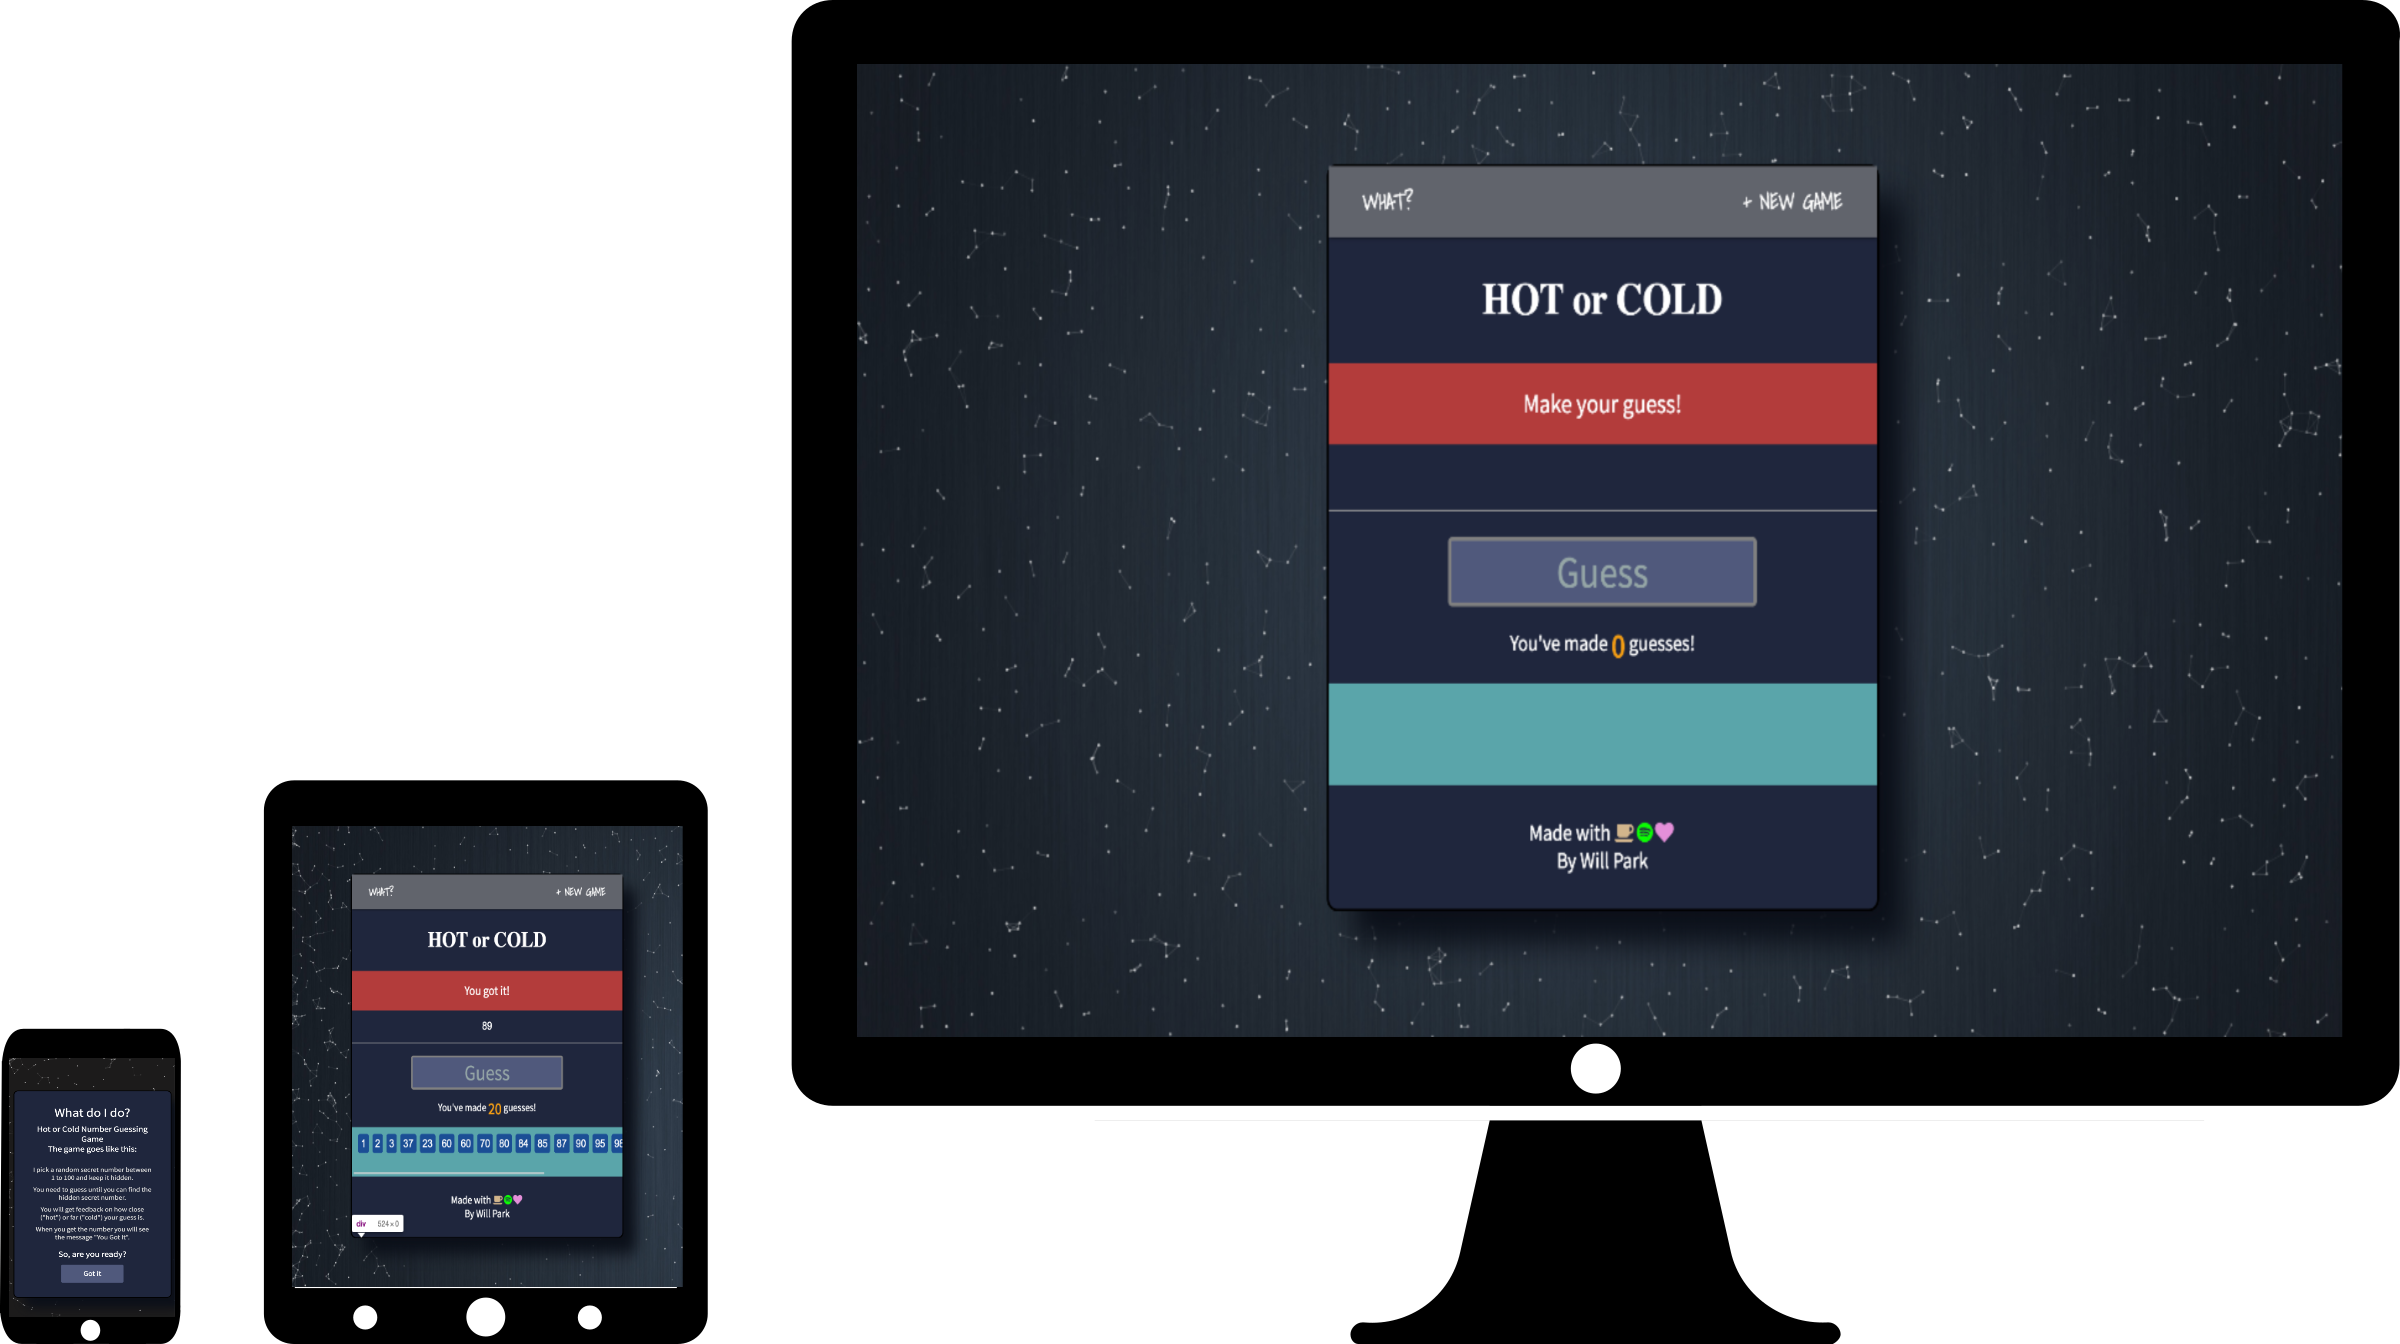 What do I do?
Hot or Cold Number Guessing
Game
The game goes like this:
I pick a random secret number between
1 to 100 and keep it hidden.
You need to guess until you can find the
hidden secret number.
You will get feedback on how close
("hot") or far ("cold") your guess is.
When you get the number you will see
the message "You Got It".
So, are you ready?
Got It
WHAT? + NEW GAME
HOT or COLD
You got it!
89
Guess
You've made 20 guesses!
1 2 3 37 23 60 60 70 80 84 85 87 90 95
Made with
By Will Park
div 524 × 0
WHAT? + NEW GAME
HOT or COLD
Make your guess!
Guess
You've made 0 guesses!
Made with
By Will Park